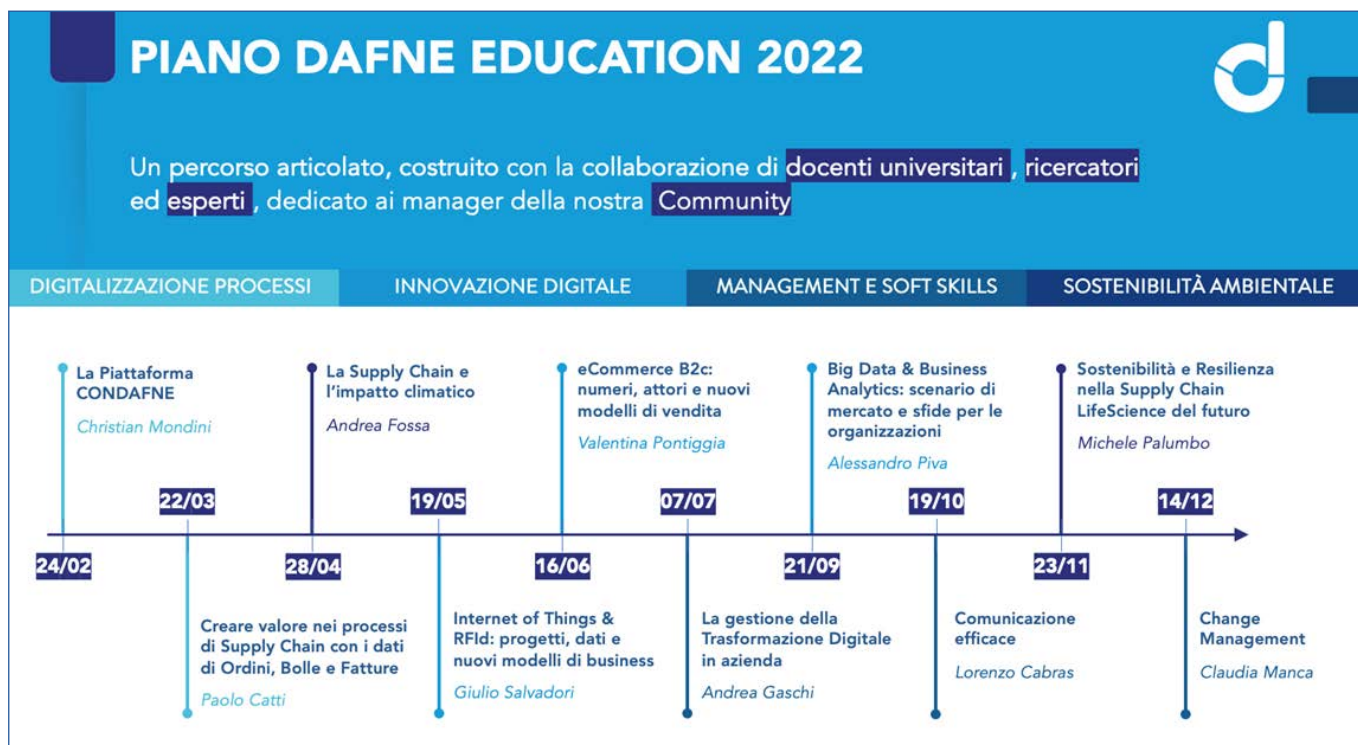 PIANO DAFNE EDUCATION 2022
Un percorso articolato, costruito con la collaborazione di docenti universitari , ricercatori
ed esperti , dedicato ai manager della nostra Community
DIGITALIZZAZIONE PROCESSI
INNOVAZIONE DIGITALE
MANAGEMENT E SOFT SKILLS
SOSTENIBILITÀ AMBIENTALE
La Piattaforma
CONDAFNE
Christian Mondini
24/02
22/03
Creare valore nei processi
di Supply Chain con i dati
di Ordini, Bolle e Fatture
Paolo Catti
La Supply Chain e
l'impatto climatico
Andrea Fossa
28/04
19/05
Internet of Things &
RFId: progetti, dati e
nuovi modelli di business
Giulio Salvadori
eCommerce B2c:
numeri, attori e nuovi
modelli di vendita
Valentina Pontiggia
16/06
07/07
La gestione della
Trasformazione Digitale
in azienda
Andrea Gaschi
Big Data & Business
Analytics: scenario di
mercato e sfide per le
organizzazioni
Alessandro Piva
21/09
19/10
Comunicazione
efficace
Lorenzo Cabras
Sostenibilità e Resilienza
nella Supply Chain
LifeScience del futuro
Michele Palumbo
23/11
14/12
Change
Management
Claudia Manca